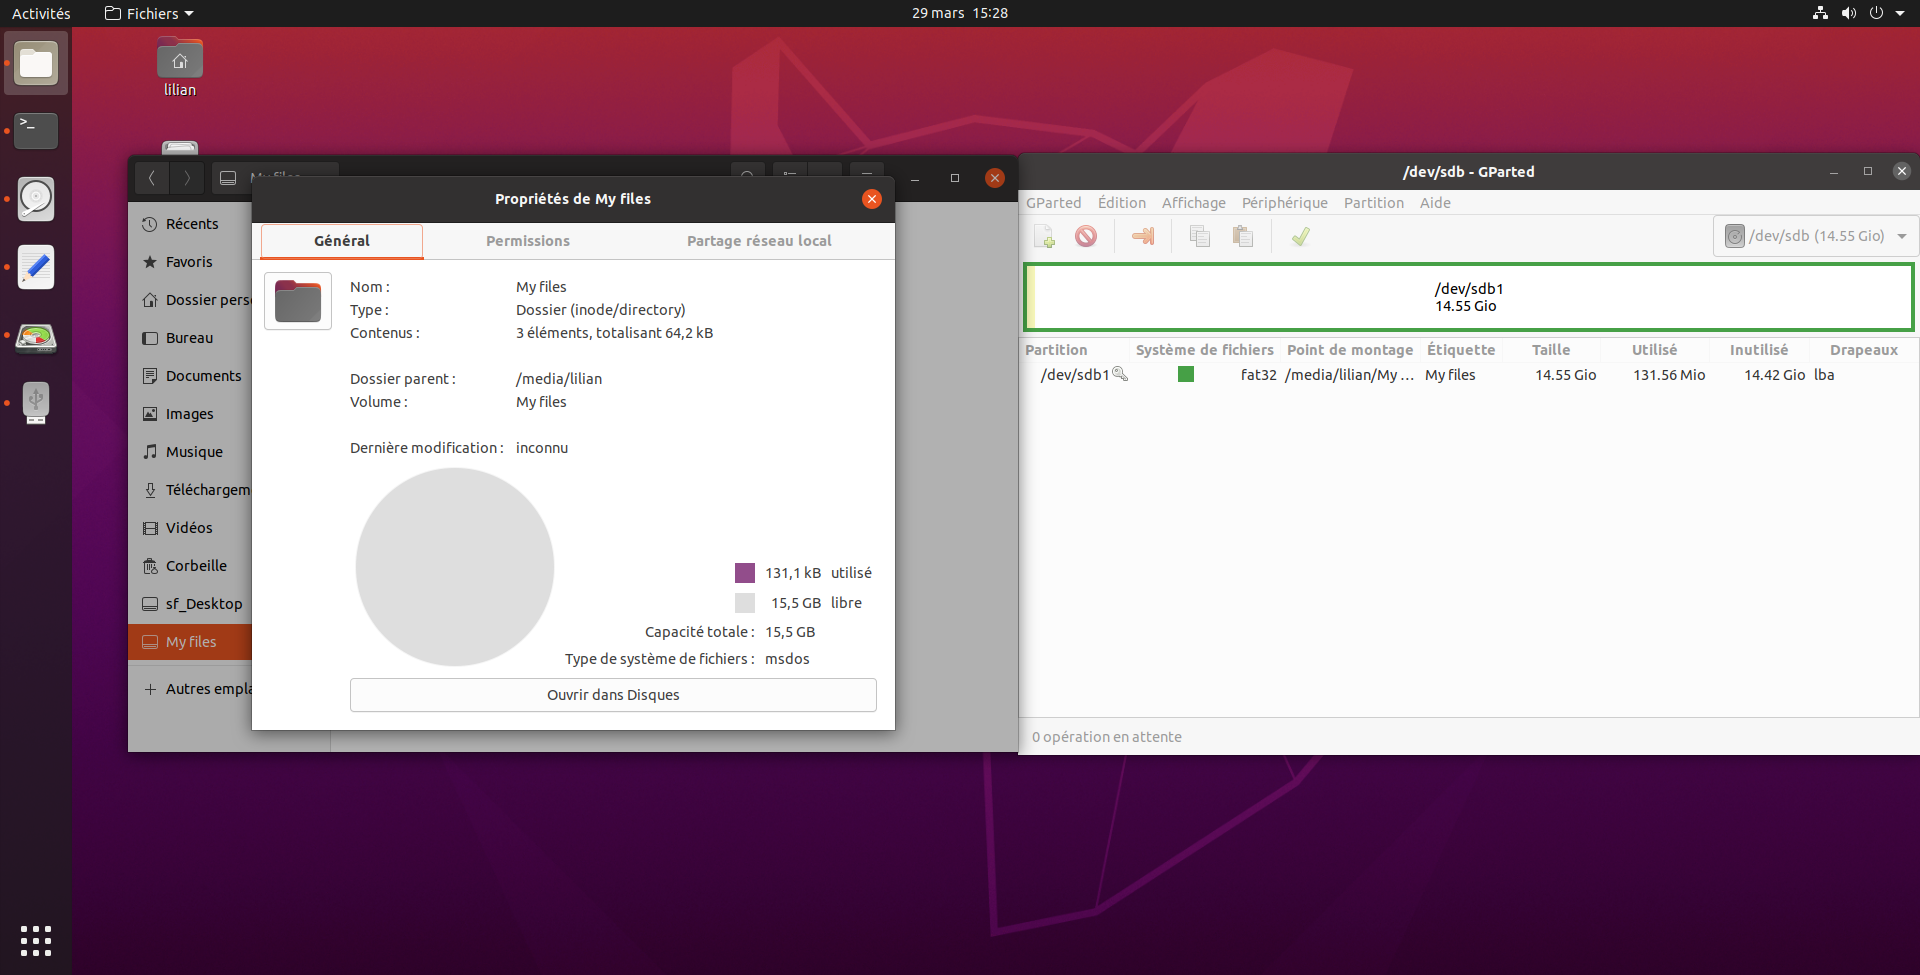 Activités
Fichiers
29 mars 15:28
lilian
My files
Récents
Favoris
Dossier pers
Bureau
Documents
Images
Musique
Téléchargem
Vidéos
Corbeille
sf_Desktop
My files
Autres empla
Propriétés de My files
Général
Permissions
Partage réseau local
Nom : My files
Type : Dossier (inode/directory)
Contenus : 3 éléments, totalisant 64,2 kB
Dossier parent : /media/lilian
Volume : My files
Dernière modification : inconnu
131,1 kB utilisé
15,5 GB libre
Capacité totale : 15,5 GB
Type de système de fichiers : msdos
Ouvrir dans Disques
/dev/sdb - GParted
GParted Édition Affichage Périphérique Partition Aide
/dev/sdb (14.55 Gio)
/dev/sdb1
14.55 Gio
Partition Système de fichiers Point de montage Étiquette Taille Utilisé Inutilisé Drapeaux
/dev/sdb1 fat32 /media/lilian/My ... My files 14.55 Gio 131.56 Mio 14.42 Gio lba
0 opération en attente